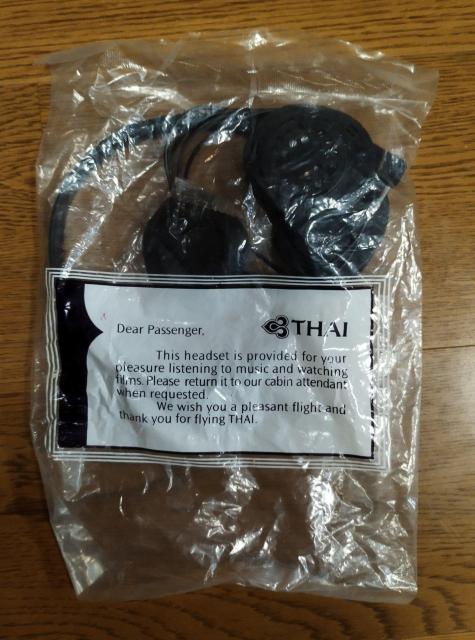 Dear Passenger,
THAI
This headset is provided for your
pleasure listening to music and watching
films. Please return it to our cabin attendant
when requested.
We wish you a pleasant flight and
thank you for flying THAI.